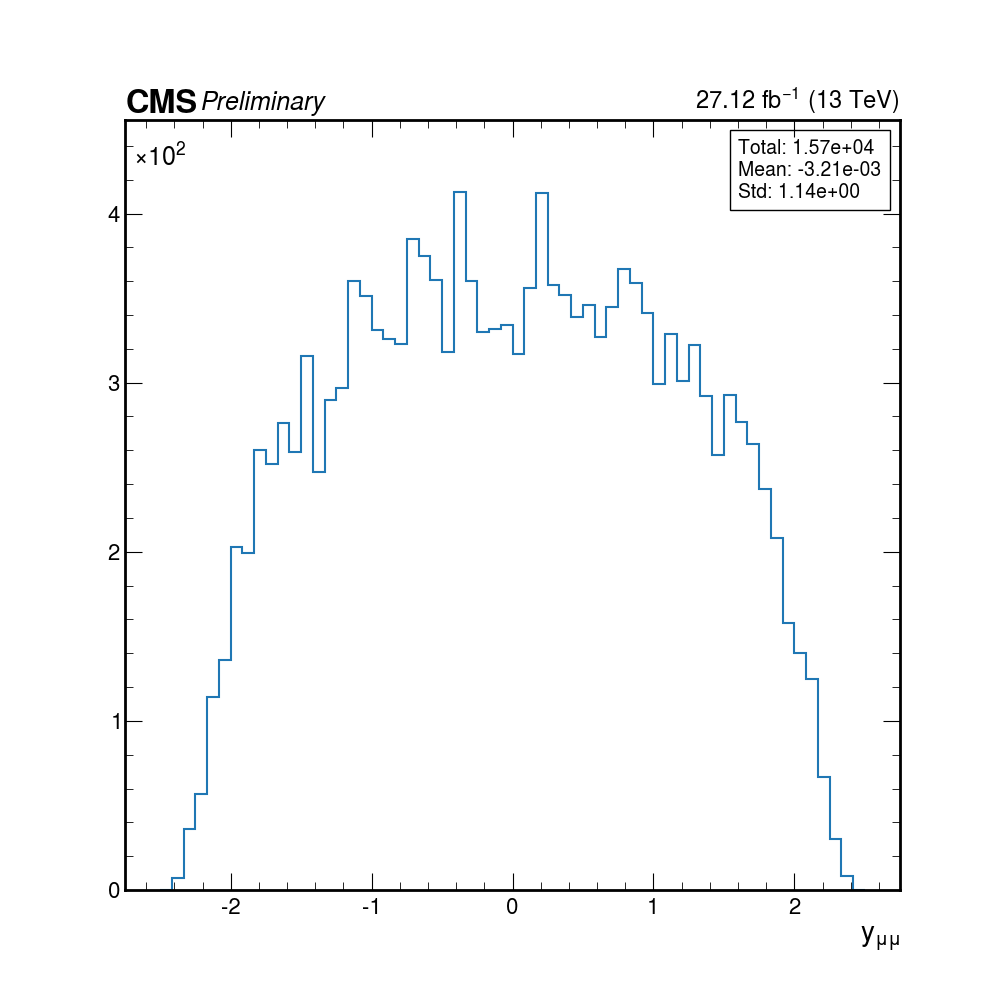 CMS Preliminary 27.12 fb⁻¹ (13 TeV)
×10²
Total: 1.57e+04
Mean: -3.21e-03
Std: 1.14e+00
4
3
2
1
0
-2 -1 0 1 2
y_μμ